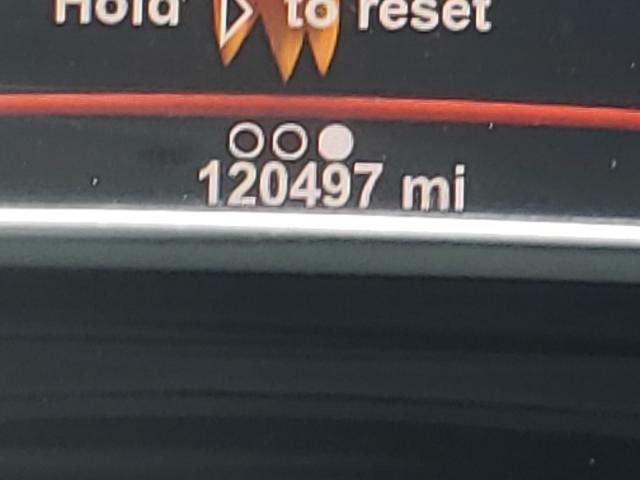 Hold ▷ to reset
120497 mi